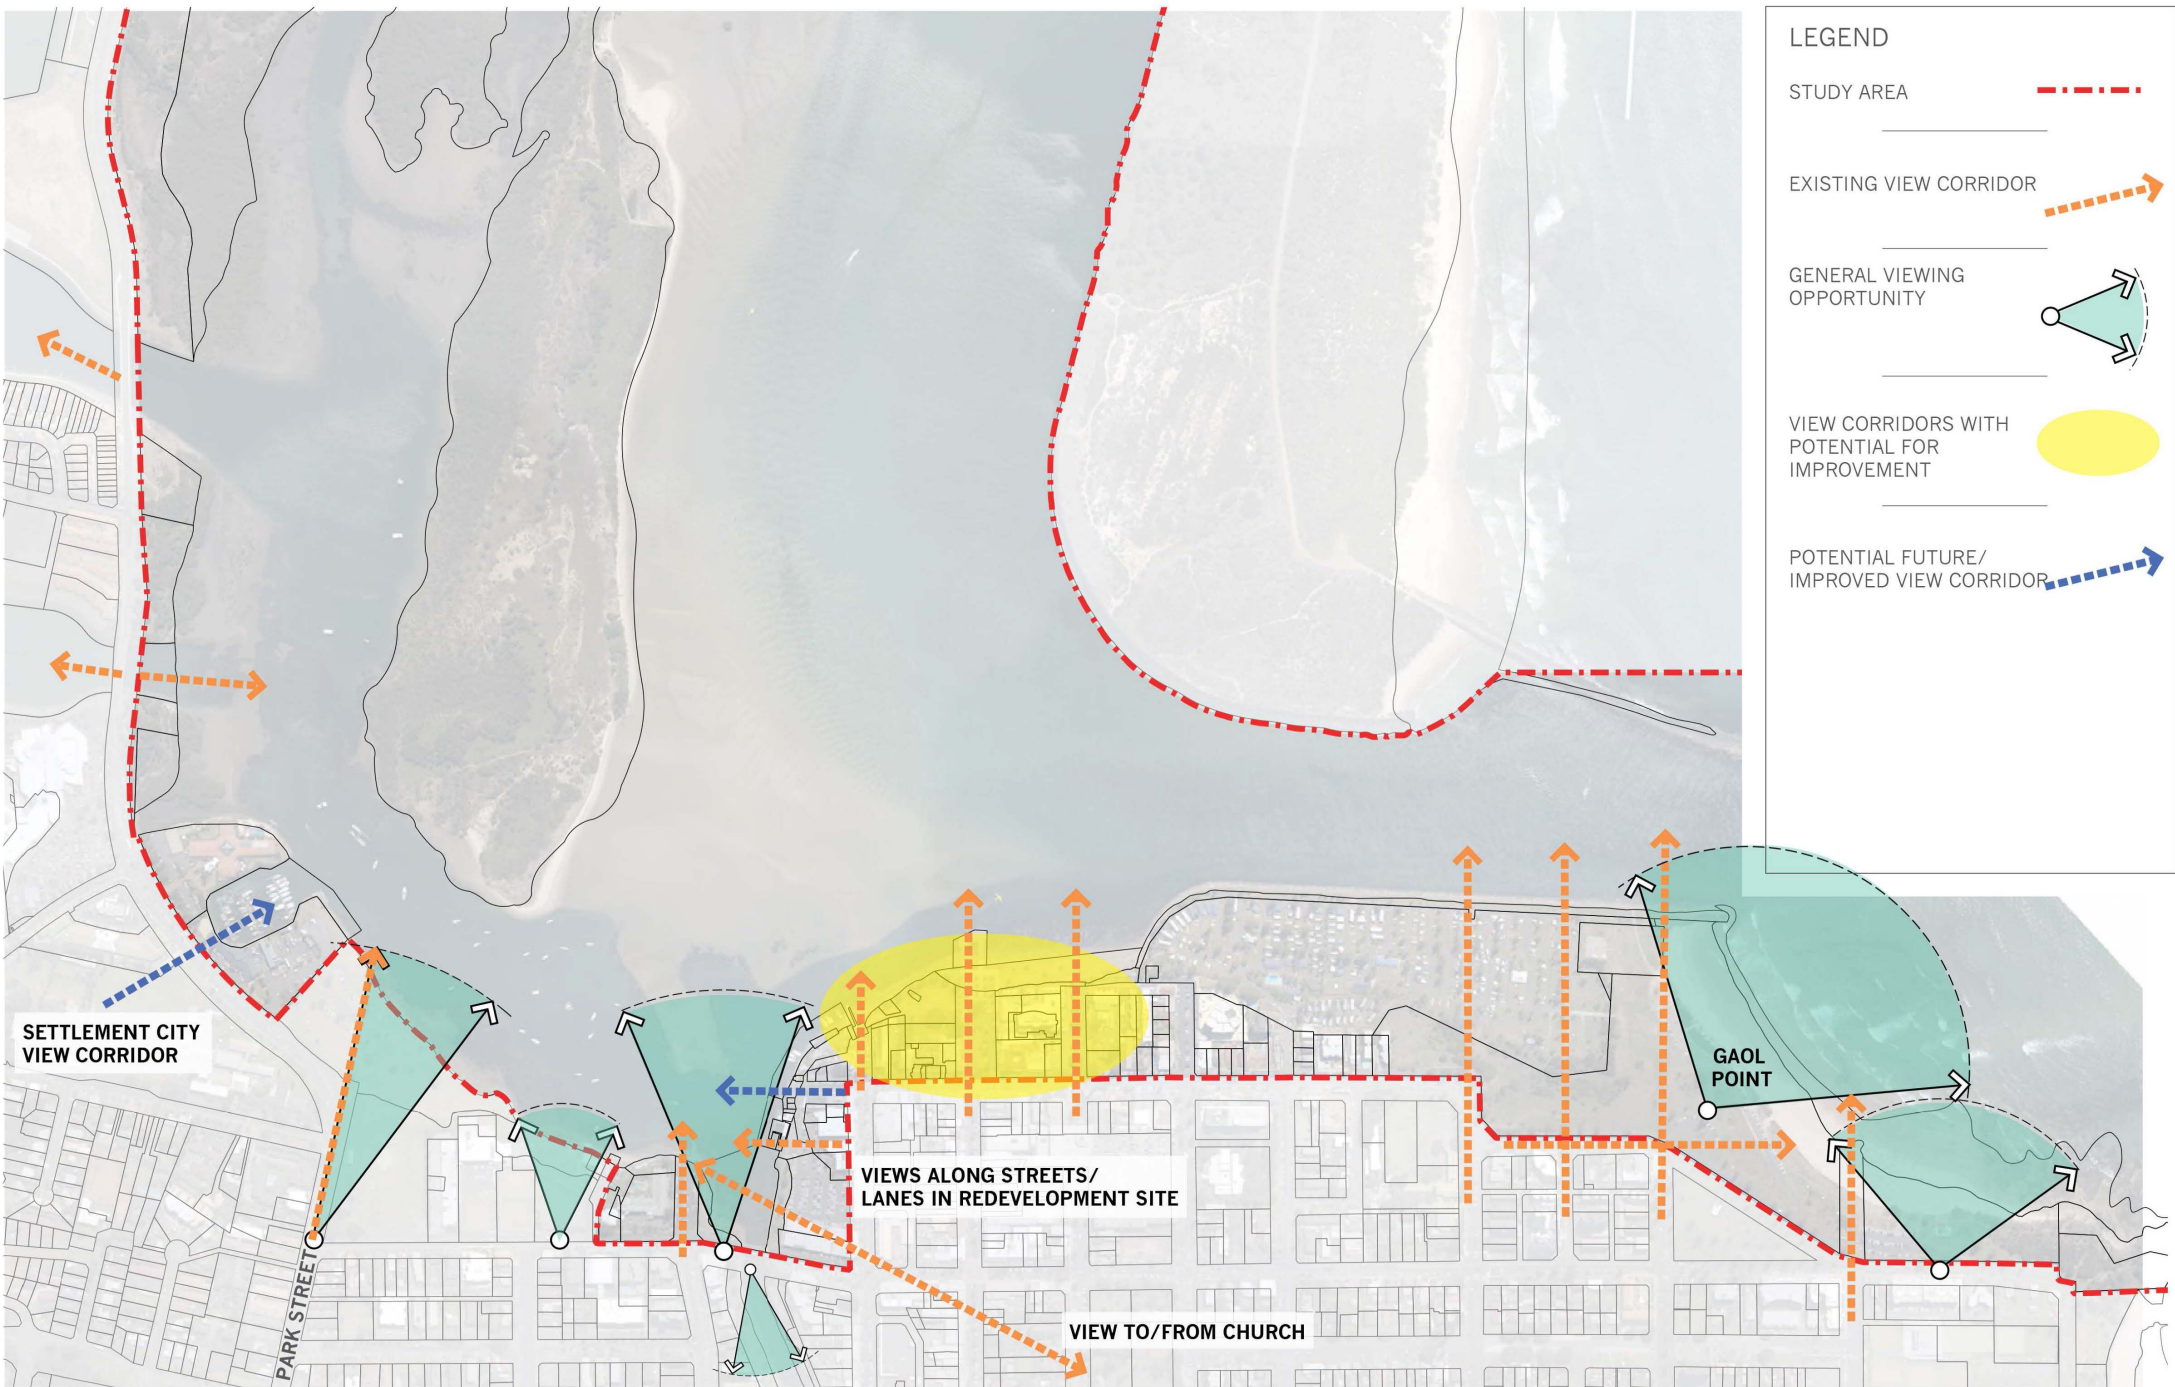 LEGEND
STUDY AREA
EXISTING VIEW CORRIDOR
GENERAL VIEWING
OPPORTUNITY
VIEW CORRIDORS WITH
POTENTIAL FOR
IMPROVEMENT
POTENTIAL FUTURE/
IMPROVED VIEW CORRIDOR
SETTLEMENT CITY
VIEW CORRIDOR
GAOL
POINT
VIEWS ALONG STREETS/
LANES IN REDEVELOPMENT SITE
VIEW TO/FROM CHURCH
PARK STREET